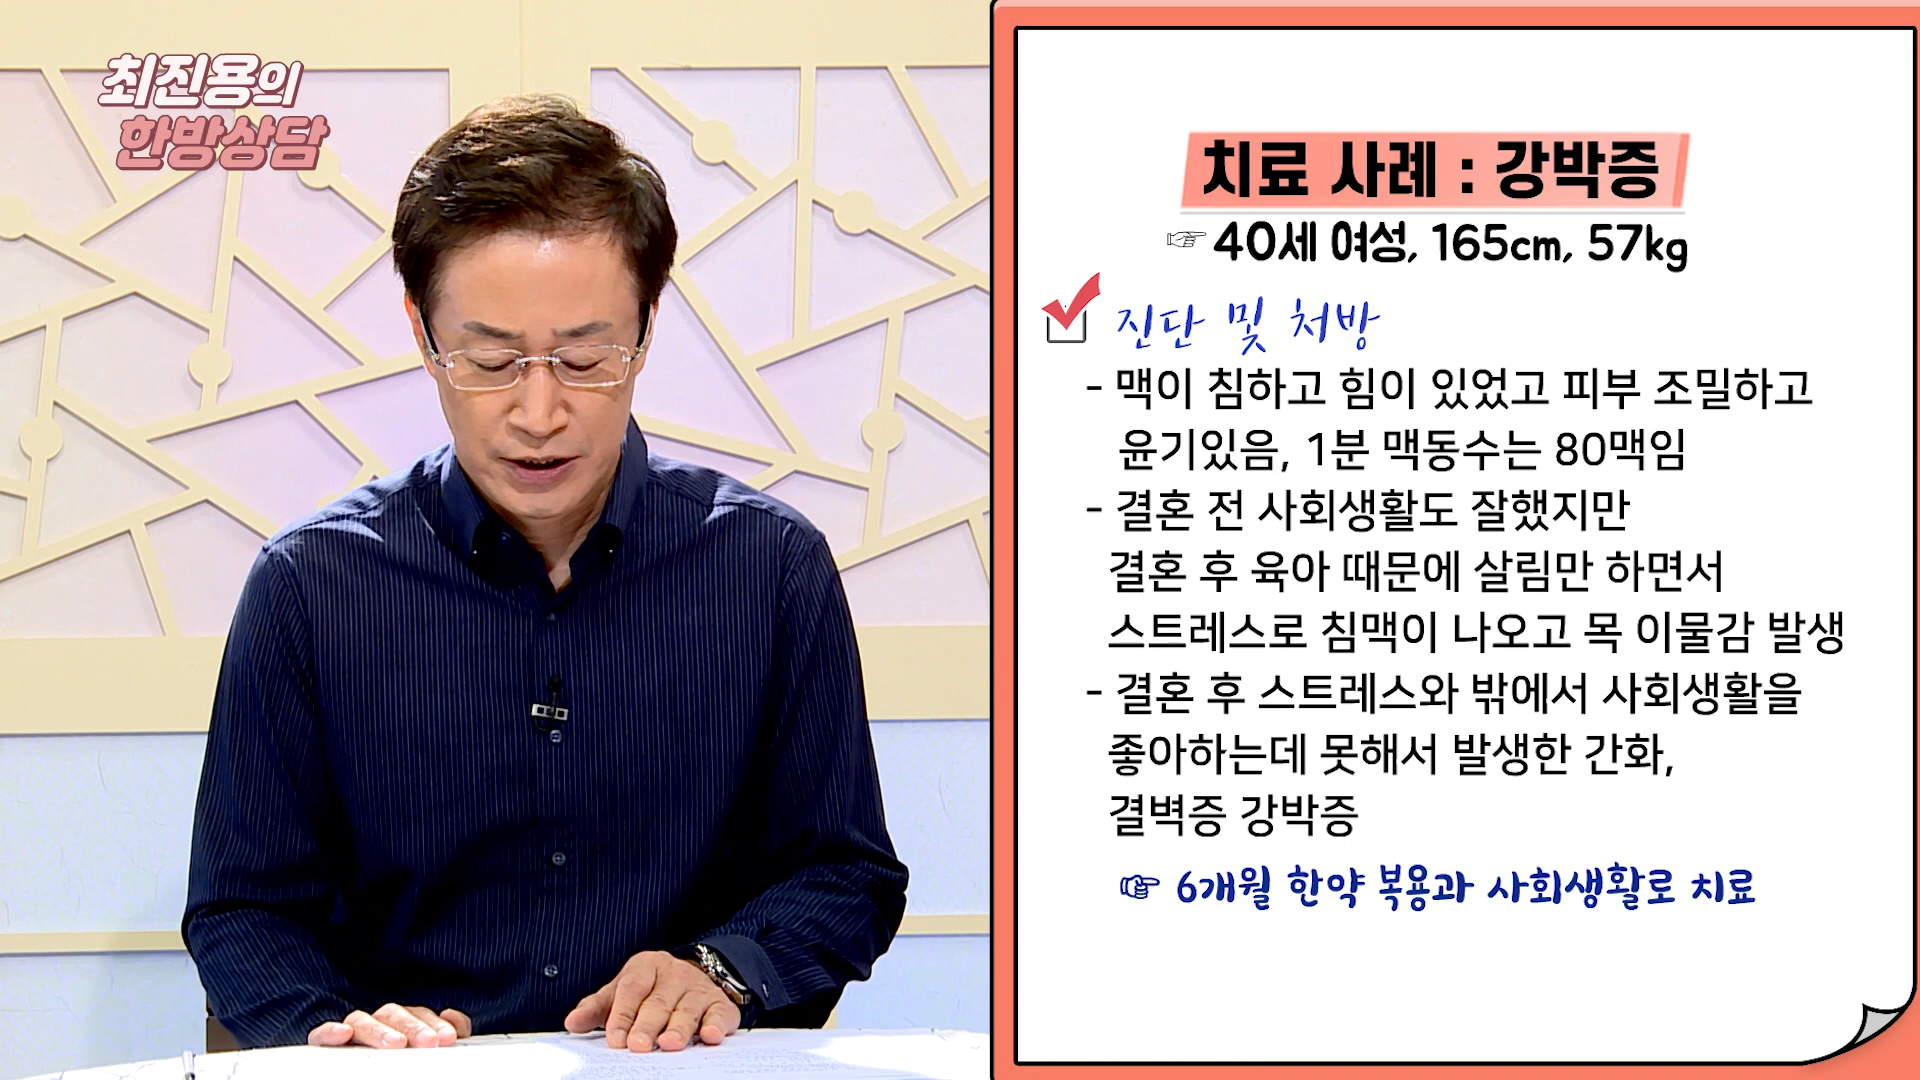 최진용의
한방상담
치료 사례 : 강박증
☞40세 여성, 165cm, 57kg
진단 및 처방
- 맥이 침하고 힘이 있었고 피부 조밀하고
윤기있음, 1분 맥동수는 80맥임
- 결혼 전 사회생활도 잘했지만
결혼 후 육아 때문에 살림만 하면서
스트레스로 침맥이 나오고 목 이물감 발생
- 결혼 후 스트레스와 밖에서 사회생활을
좋아하는데 못해서 발생한 간화,
결벽증 강박증
☞ 6개월 한약 복용과 사회생활로 치료